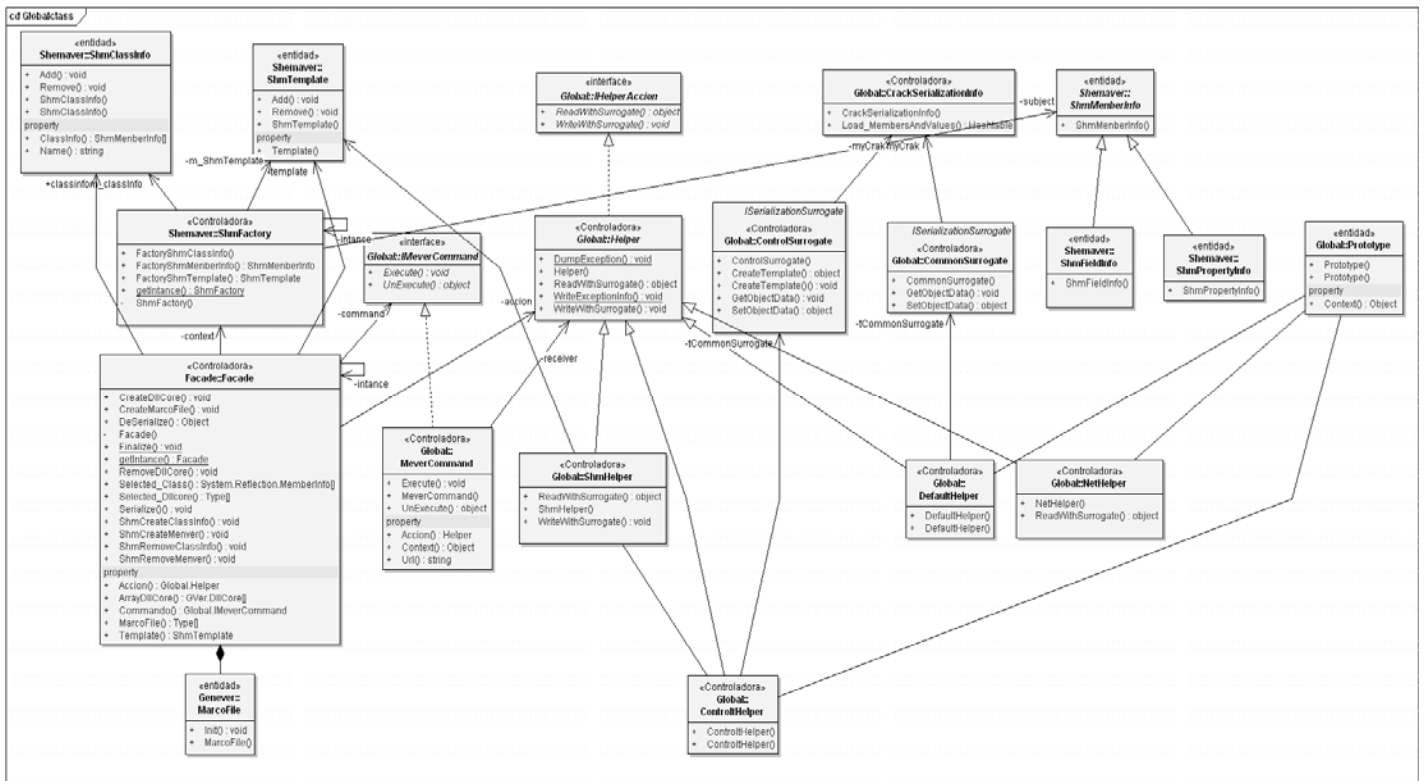 cd Globalclass
«entidad»
Shemaver::ShmClassInfo
+ Add() : void
+ Remove() : void
+ ShmClassInfo()
+ ShmClassInfo()
property
+ ClassInfo() : ShmMenberInfo[]
+ Name() : string
«entidad»
Shemaver::
ShmTemplate
+ Add() : void
+ Remove() : void
+ ShmTemplate()
property
+ Template()
«interface»
Global::IHelperAccion
+ ReadWithSurrogate() : object
+ WriteWithSurrogate() : void
«Controladora»
Global::CrackSerializationInfo
+ CrackSerializationInfo()
+ Load_MembersAndValues() : Hashtable
«entidad»
Shemaver::
ShmMenberInfo
+ ShmMenberInfo()
-subject
-m_ShmTemplate
-template
-myCrak
myCrak
+classinfo
_classInfo
«Controladora»
Shemaver::ShmFactory
+ FactoryShmClassInfo()
+ FactoryShmMenberInfo() : ShmMenberInfo
+ FactoryShmTemplate() : ShmTemplate
+ getIntance() : ShmFactory
- ShmFactory()
-intance
«interface»
Global::IMeverCommand
+ Execute() : void
+ UnExecute() : object
«Controladora»
Global::Helper
+ DumpException() : void
+ Helper()
+ ReadWithSurrogate() : object
+ WriteExceptionInfo() : void
+ WriteWithSurrogate() : void
ISerializationSurrogate
«Controladora»
Global::ControlSurrogate
+ ControlSurrogate()
+ CreateTemplate() : object
+ CreateTemplate() : void
+ GetObjectData() : void
+ SetObjectData() : object
ISerializationSurrogate
«Controladora»
Global::CommonSurrogate
+ CommonSurrogate()
+ GetObjectData() : void
+ SetObjectData() : object
«entidad»
Shemaver::
ShmFieldInfo
+ ShmFieldInfo()
«entidad»
Shemaver::
ShmPropertyInfo
+ ShmPropertyInfo()
«entidad»
Global::Prototype
+ Prototype()
+ Prototype()
property
+ Context() : Object
-accion
-command
-context
-tCommonSurrogate
-tCommonSurrogate
-receiver
-intance
«Controladora»
Facade::Facade
+ CreateDllCore() : void
+ CreateMarcoFile() : void
+ DeSerialize() : Object
- Facade()
+ Finalize() : void
+ getIntance() : Facade
+ RemoveDllCore() : void
+ Selected_Class() : System.Reflection.MemberInfo[]
+ Selected_Dllcore() : Type[]
+ Serialize() : void
+ ShmCreateClassInfo() : void
+ ShmCreateMenver() : void
+ ShmRemoveClassInfo() : void
+ ShmRemoveMenver() : void
property
+ Accion() : Global.Helper
+ ArrayDllCore() : GVer.DllCore[]
+ Commando() : Global.IMeverCommand
+ MarcoFile() : Type[]
+ Template() : ShmTemplate
«Controladora»
Global::
MeverCommand
+ Execute() : void
+ MeverCommand()
+ UnExecute() : object
property
+ Accion() : Helper
+ Context() : Object
+ Url() : string
«Controladora»
Global::ShmHelper
+ ReadWithSurrogate() : object
+ ShmHelper()
+ WriteWithSurrogate() : void
«Controladora»
Global::
DefaultHelper
+ DefaultHelper()
+ DefaultHelper()
«Controladora»
Global::NetHelper
+ NetHelper()
+ ReadWithSurrogate() : object
«entidad»
Genever::
MarcoFile
+ Init() : void
+ MarcoFile()
«Controladora»
Global::
ControltHelper
+ ControltHelper()
+ ControltHelper()